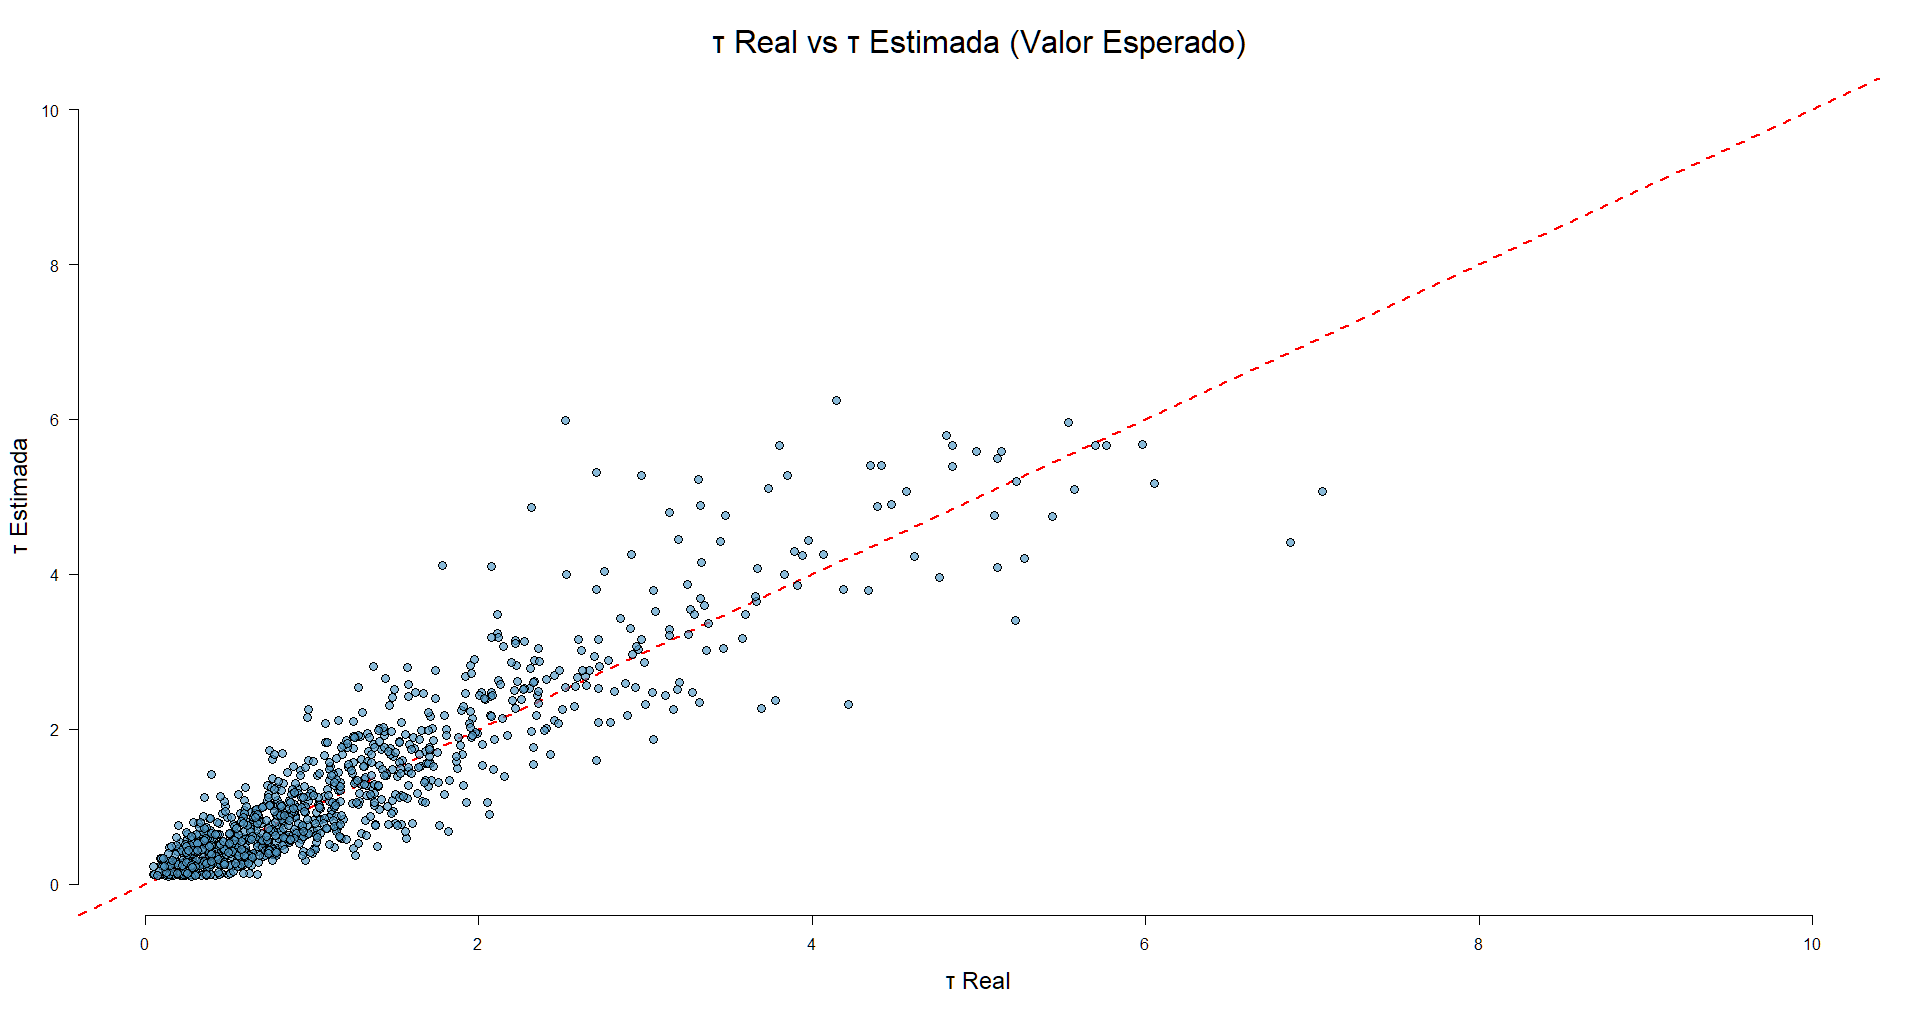 τ Real vs τ Estimada (Valor Esperado)
10
8
6
4
2
0
τ Estimada
0 2 4 6 8 10
τ Real